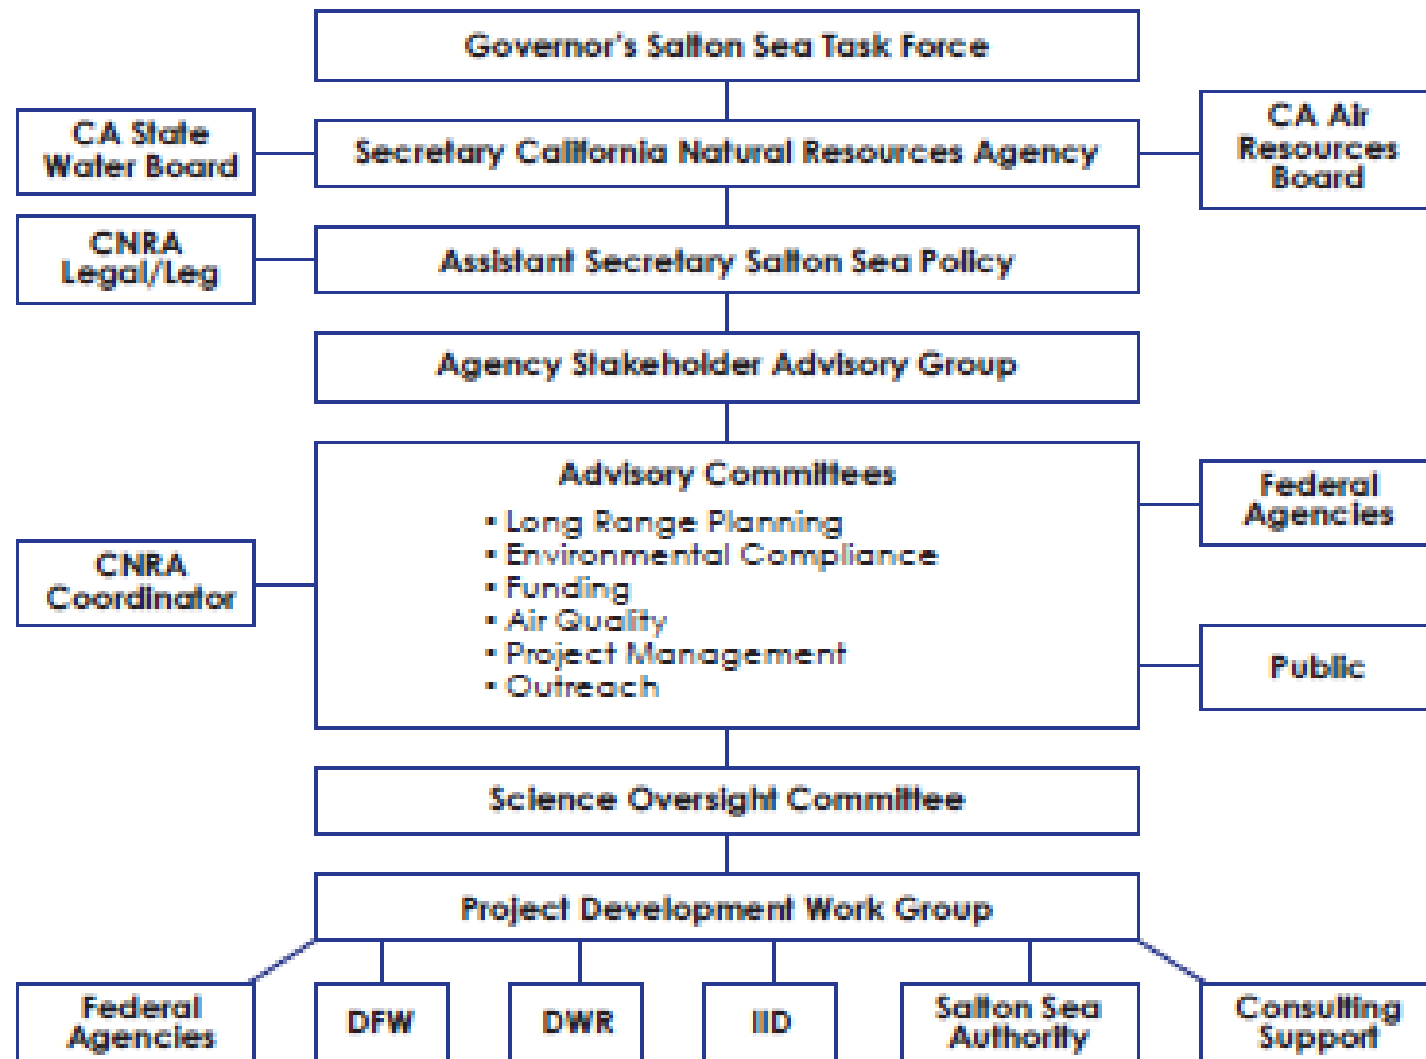 Governor's Salton Sea Task Force
CA State
Water Board
Secretary California Natural Resources Agency
CA Air
Resources
Board
CNRA
Legal/Leg
Assistant Secretary Salton Sea Policy
Agency Stakeholder Advisory Group
Advisory Committees
• Long Range Planning
• Environmental Compliance
• Funding
• Air Quality
• Project Management
• Outreach
CNRA
Coordinator
Federal
Agencies
Public
Science Oversight Committee
Project Development Work Group
Federal
Agencies
DFW
DWR
IID
Salton Sea
Authority
Consulting
Support